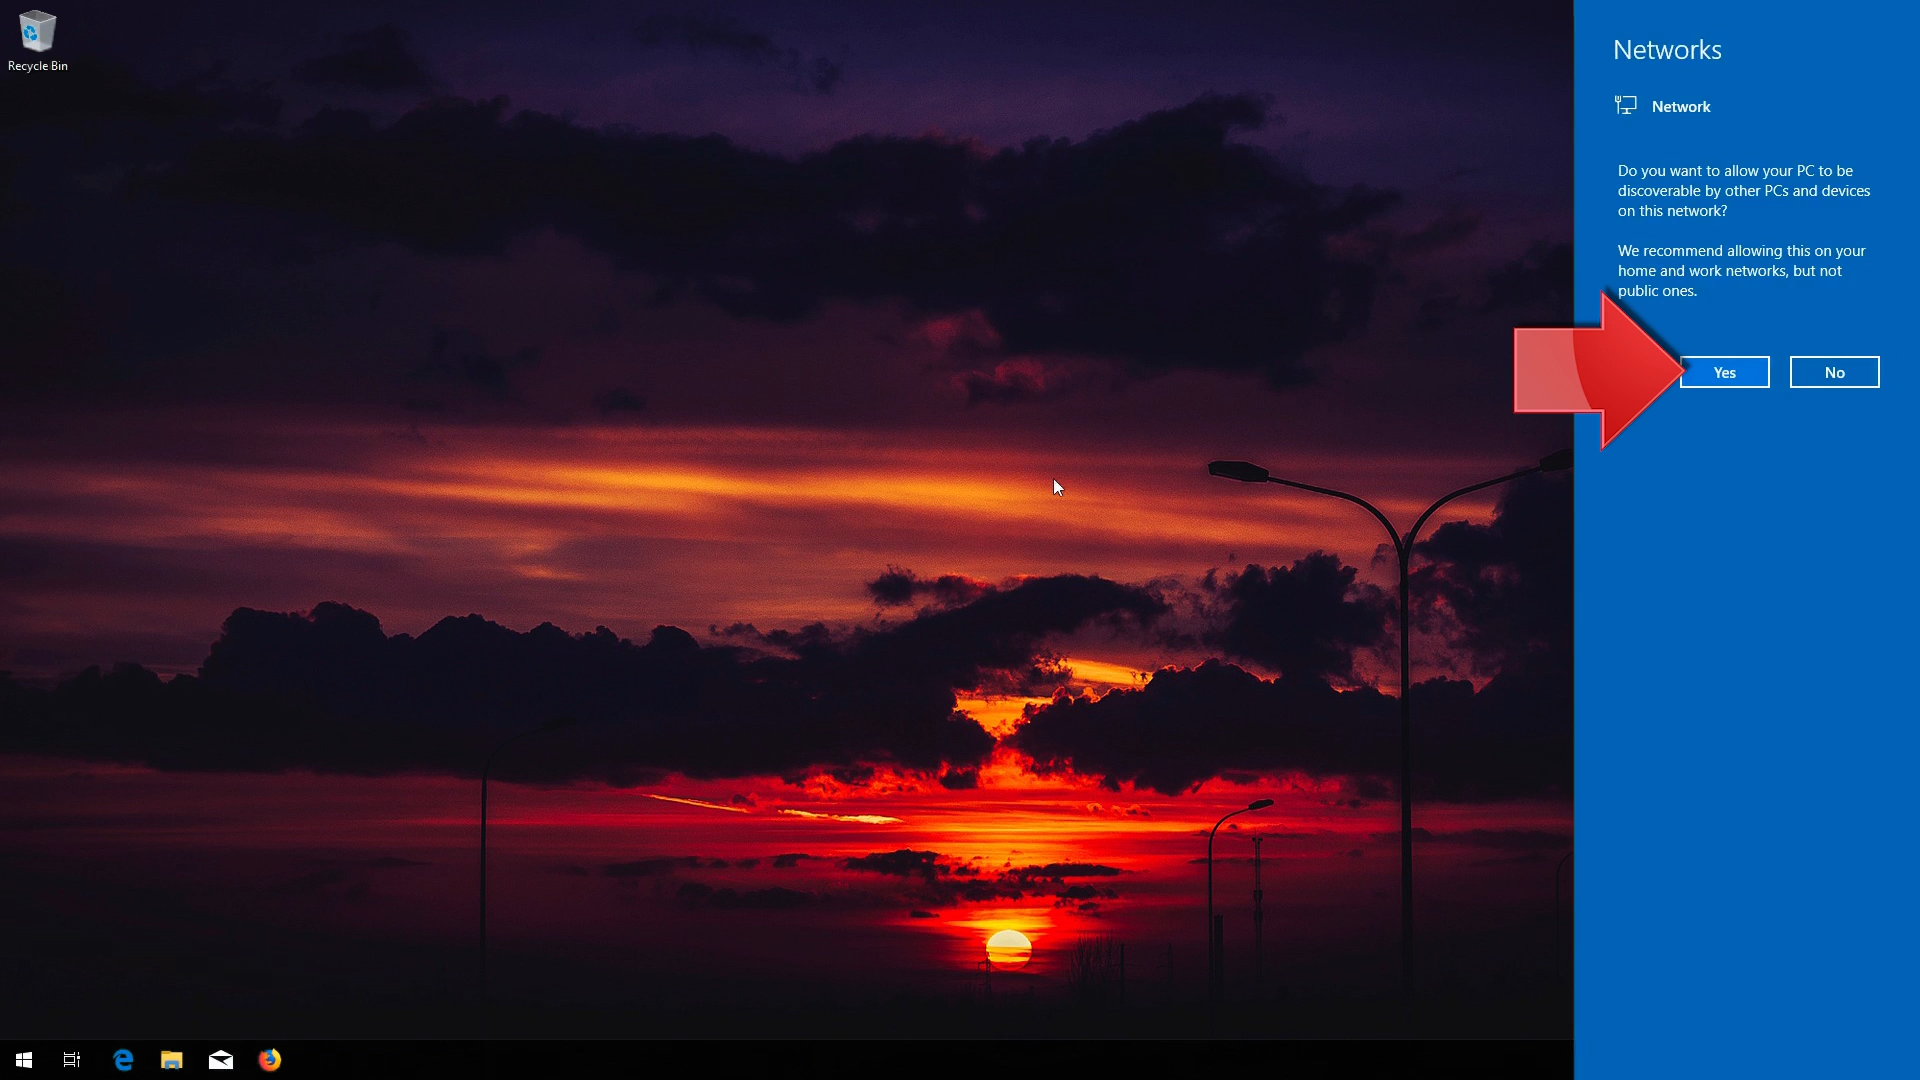 Recycle Bin
Networks
Network
Do you want to allow your PC to be
discoverable by other PCs and devices
on this network?
We recommend allowing this on your
home and work networks, but not
public ones.
Yes
No